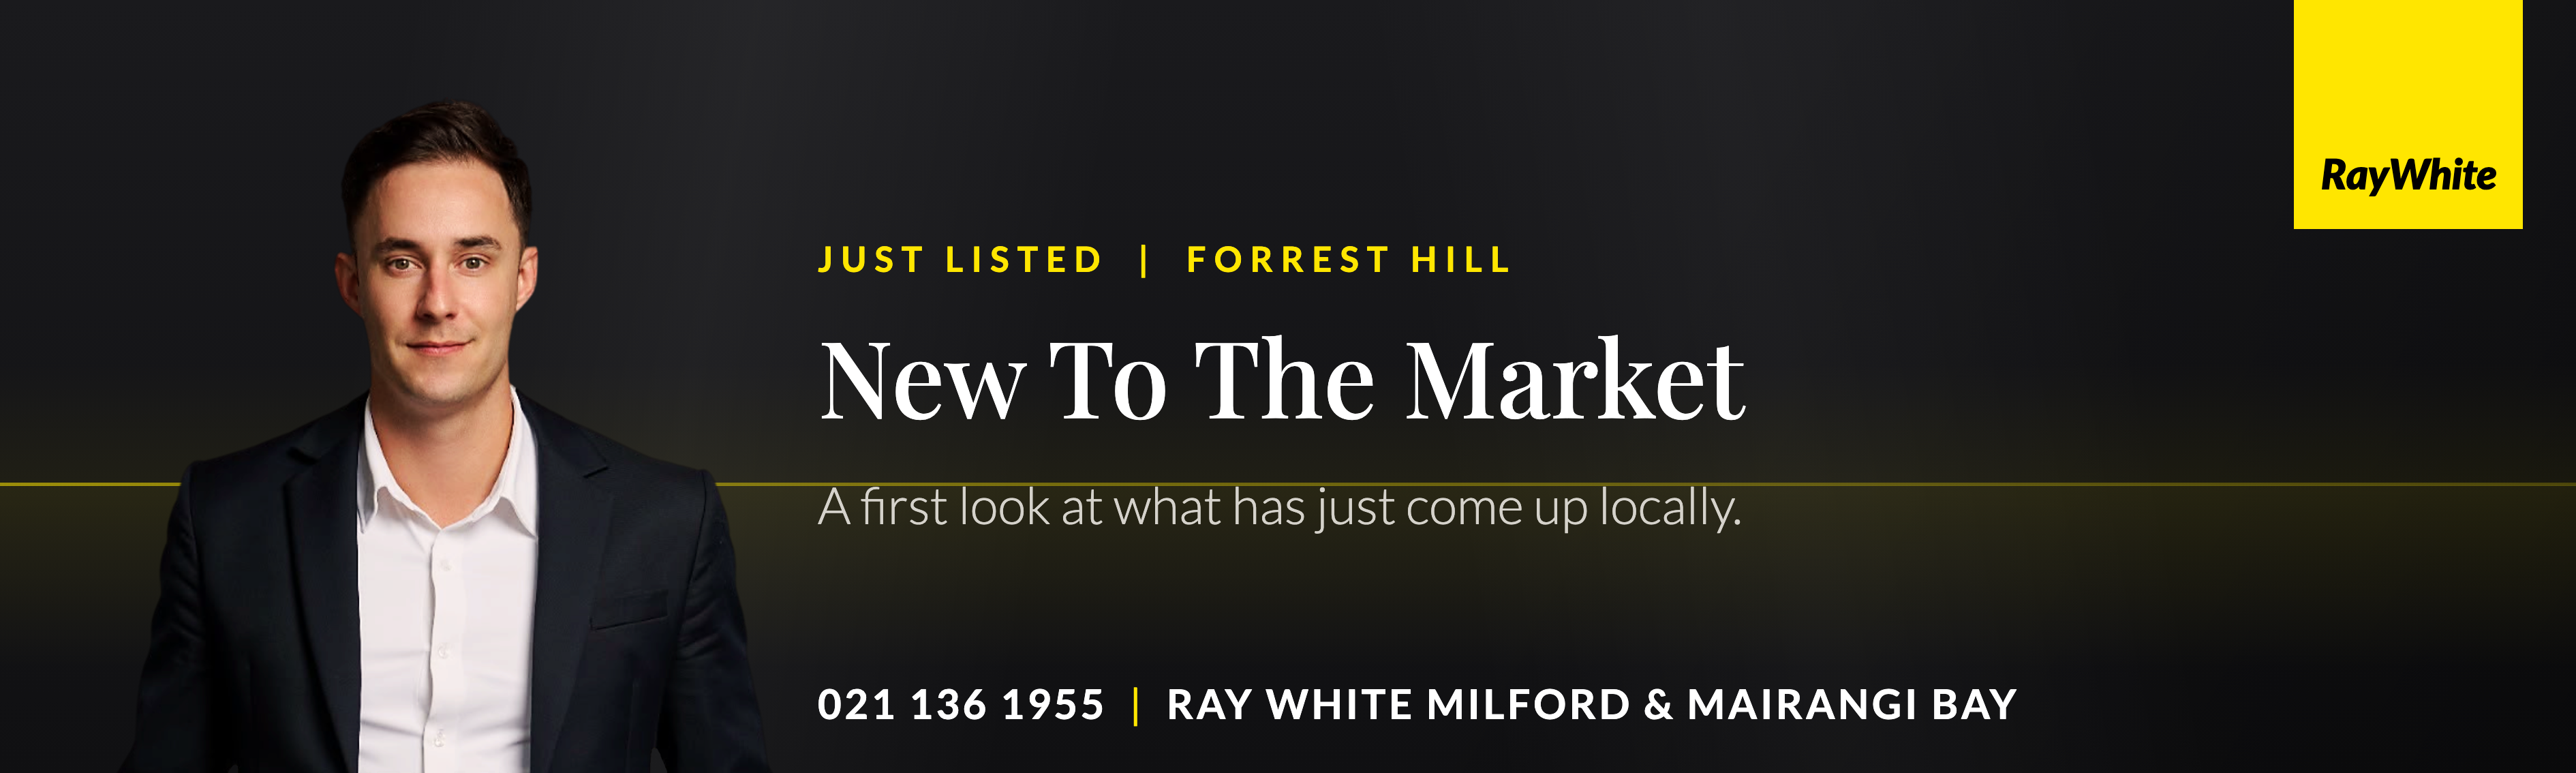 RayWhite
JUST LISTED | FORREST HILL
New To The Market
A first look at what has just come up locally.
021 136 1955 | RAY WHITE MILFORD & MAIRANGI BAY